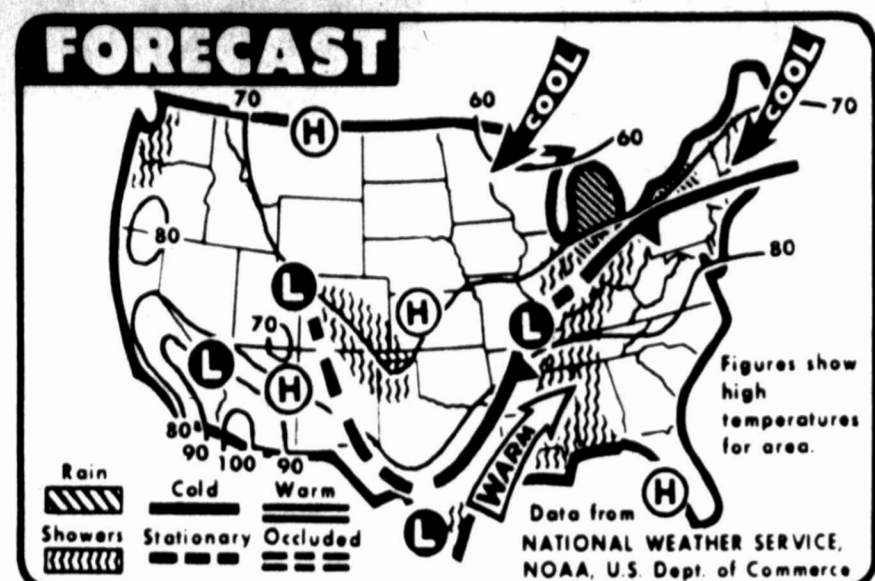 FORECAST
70
H
60
COOL
COOL
70
60
80
80
L
H
70
L
L
H
80s
90
100
90
WARM
L
H
Figures show
high
temperatures
for area.
Rain
Cold
Warm
Showers
Stationary
Occluded
Data from
NATIONAL WEATHER SERVICE,
NOAA, U.S. Dept. of Commerce